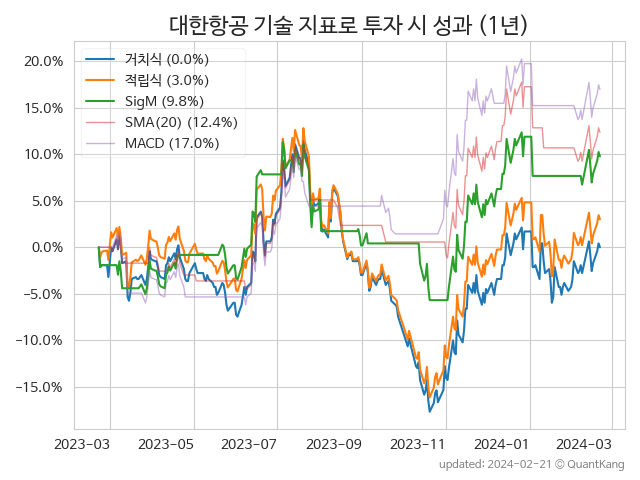 대한항공 기술 지표로 투자 시 성과 (1년)
거치식 (0.0%)
적립식 (3.0%)
SigM (9.8%)
SMA(20) (12.4%)
MACD (17.0%)
20.0%
15.0%
10.0%
5.0%
0.0%
−5.0%
−10.0%
−15.0%
2023-03 2023-05 2023-07 2023-09 2023-11 2024-01 2024-03
updated: 2024-02-21 © QuantKang